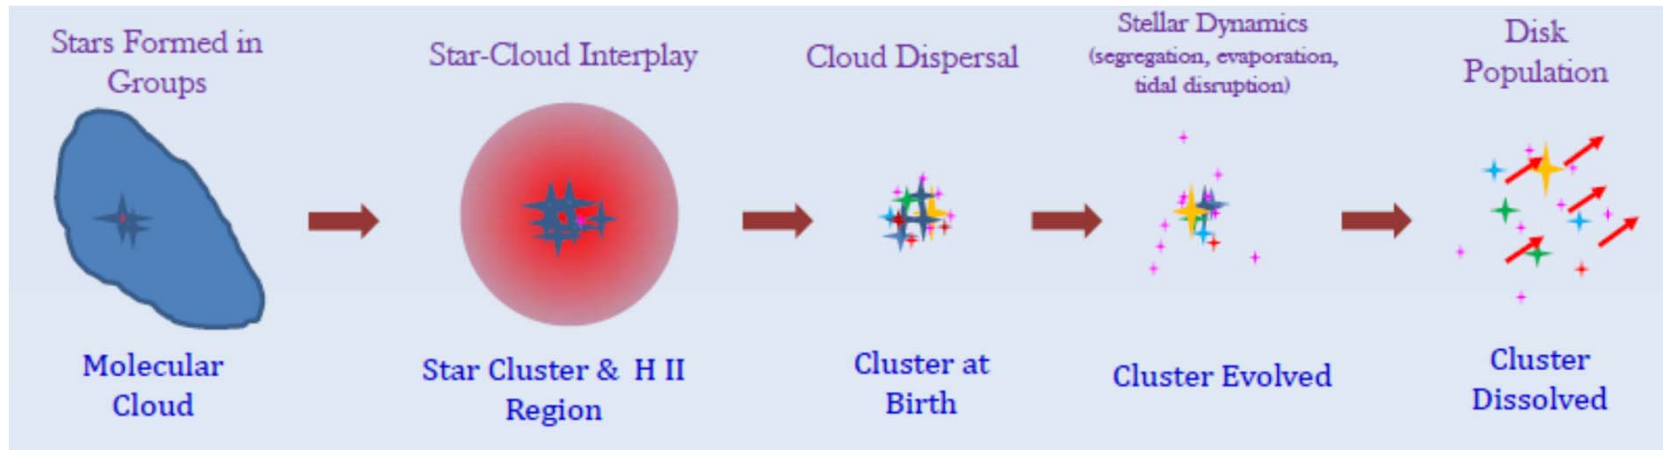 Stars Formed in
Groups
Molecular
Cloud
Star-Cloud Interplay
Star Cluster & H II
Region
Cloud Dispersal
Cluster at
Birth
Stellar Dynamics
(segregation, evaporation,
tidal disruption)
Cluster Evolved
Disk
Population
Cluster
Dissolved